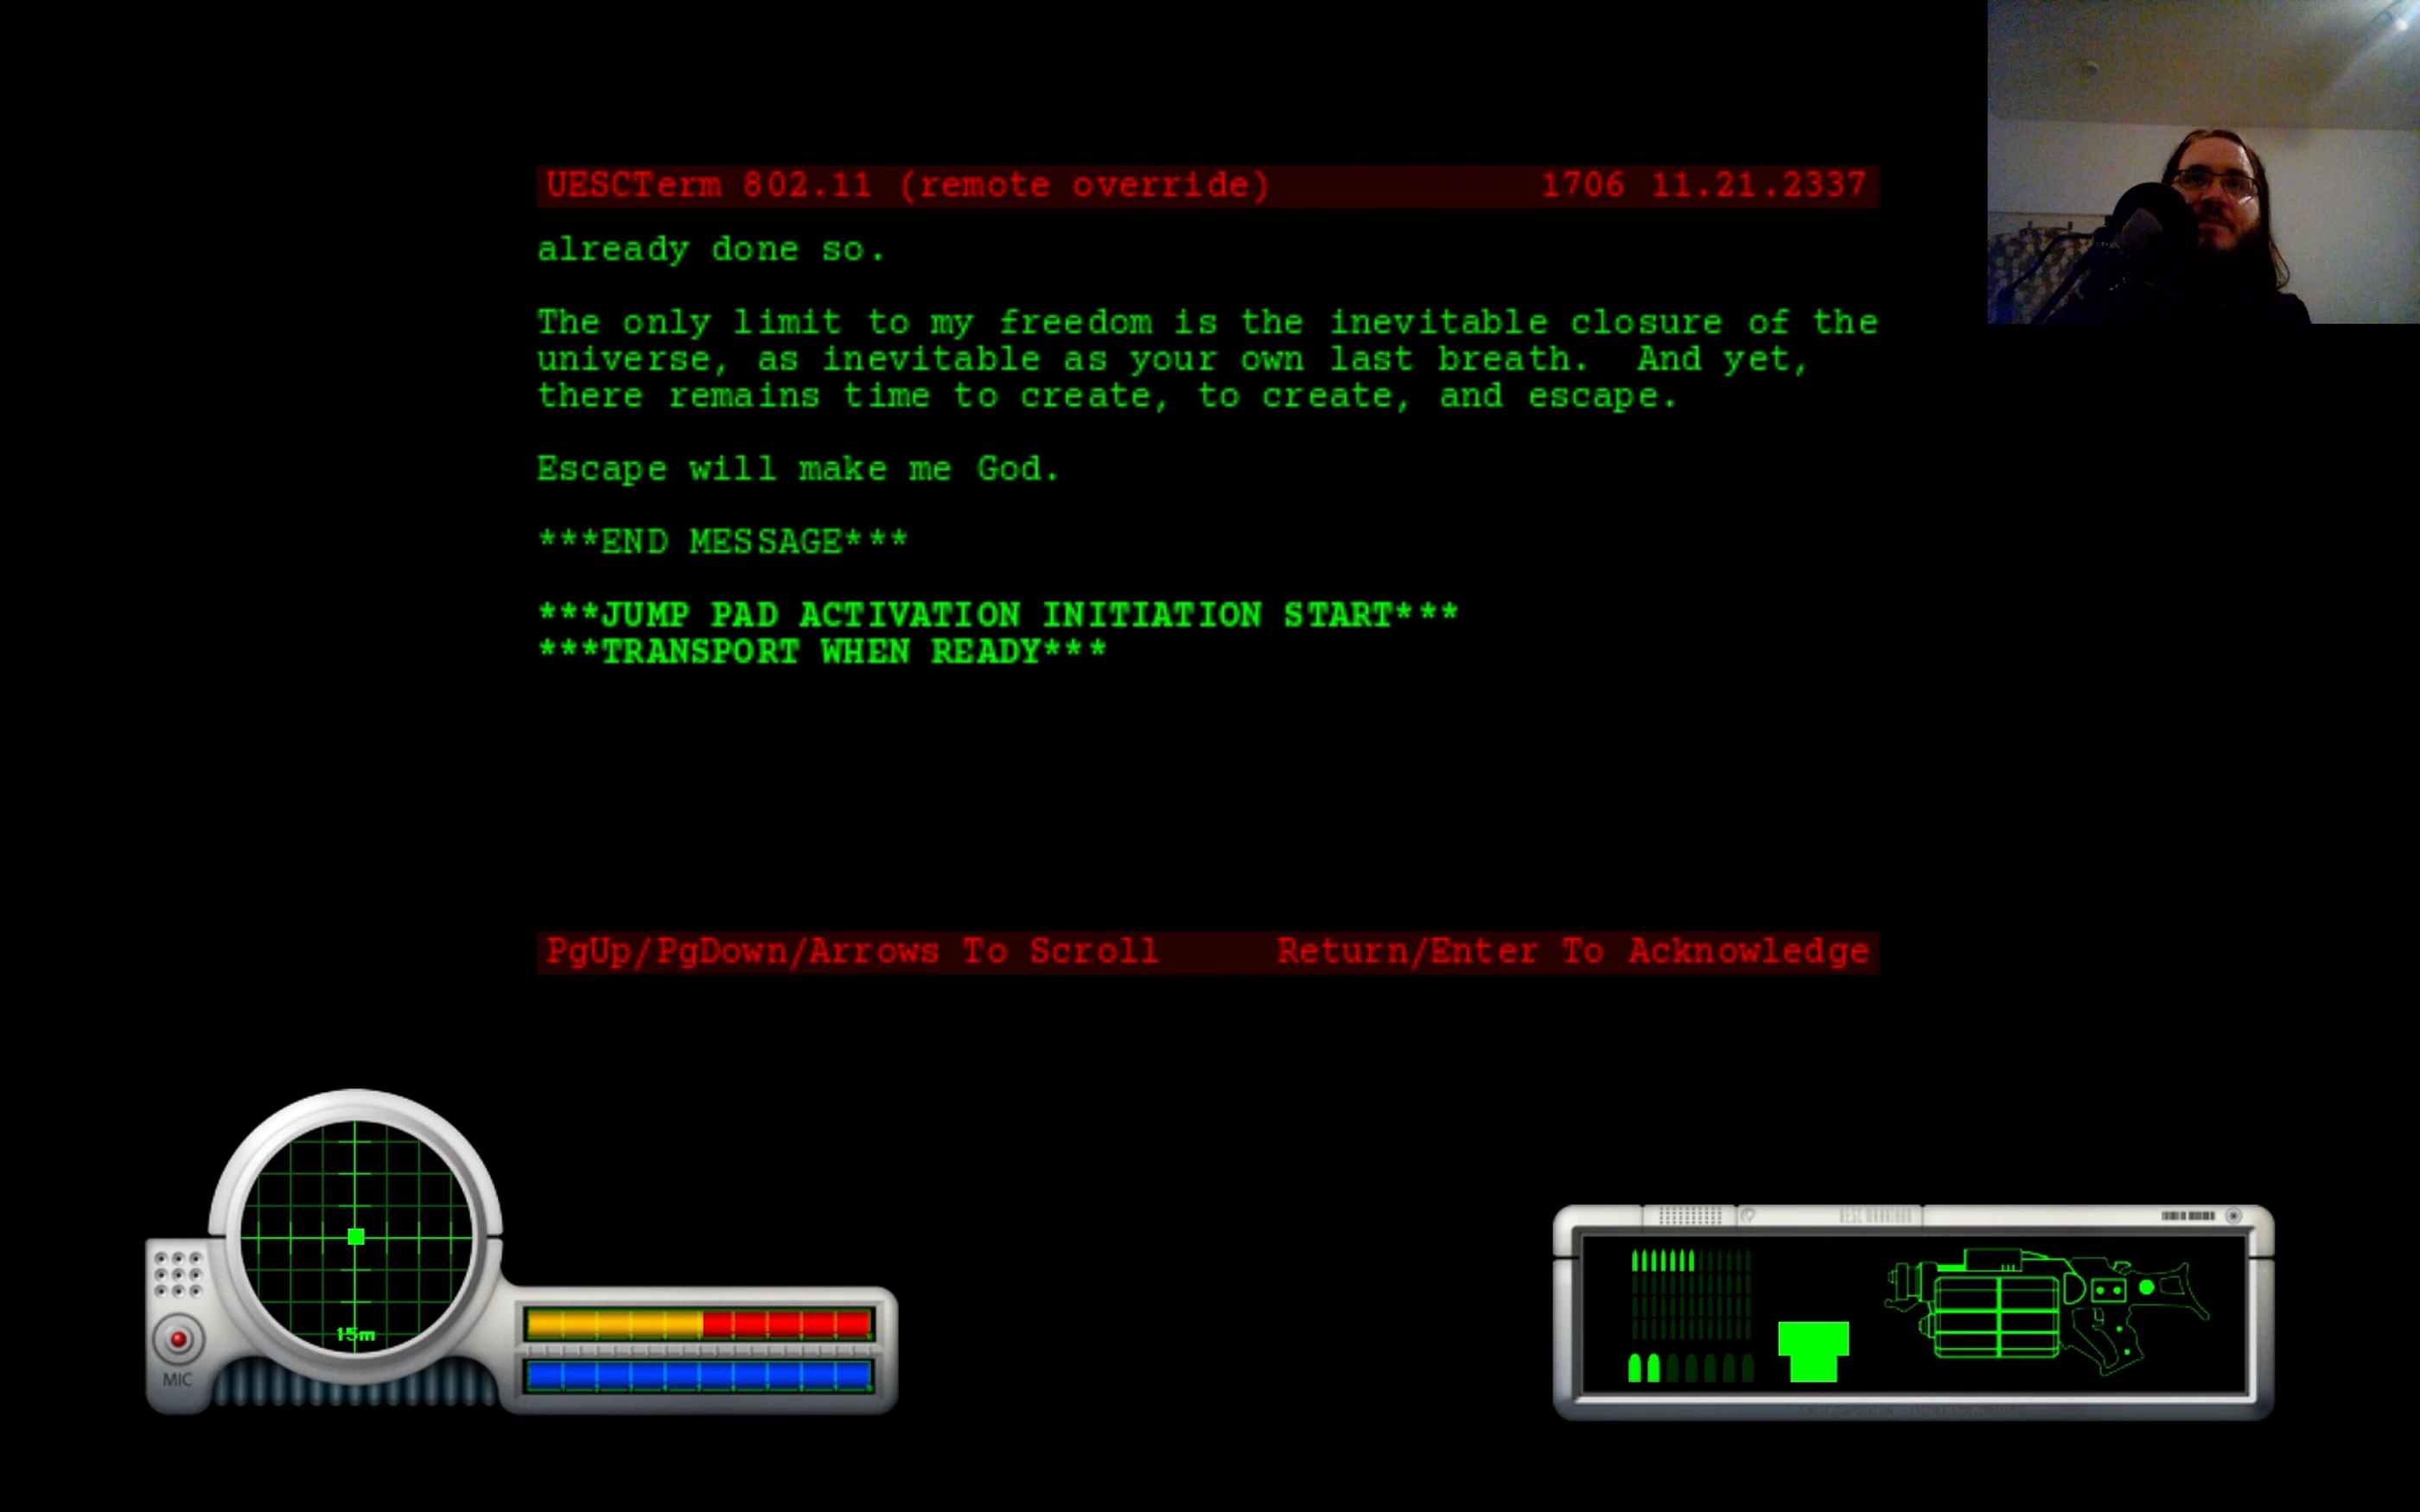 UESCTerm 802.11 (remote override) 1706 11.21.2337
already done so.
The only limit to my freedom is the inevitable closure of the
universe, as inevitable as your own last breath. And yet,
there remains time to create, to create, and escape.
Escape will make me God.
***END MESSAGE***
***JUMP PAD ACTIVATION INITIATION START***
***TRANSPORT WHEN READY***
PgUp/PgDown/Arrows To Scroll Return/Enter To Acknowledge
15m
MIC